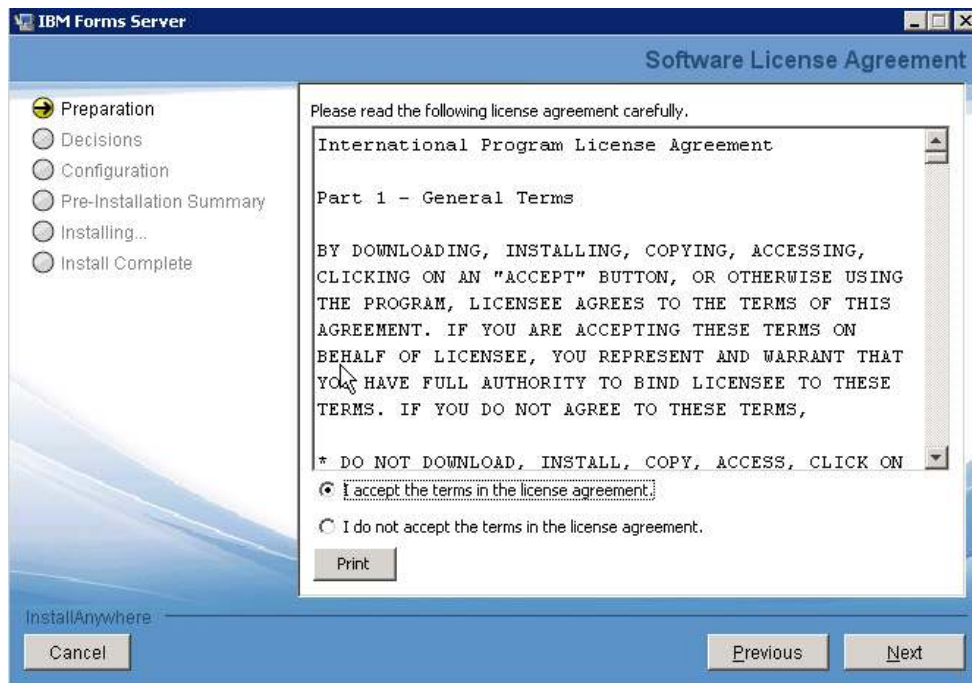 IBM Forms Server
Software License Agreement
Preparation
Decisions
Configuration
Pre-Installation Summary
Installing...
Install Complete
Please read the following license agreement carefully.
International Program License Agreement
Part 1 - General Terms
BY DOWNLOADING, INSTALLING, COPYING, ACCESSING,
CLICKING ON AN "ACCEPT" BUTTON, OR OTHERWISE USING
THE PROGRAM, LICENSEE AGREES TO THE TERMS OF THIS
AGREEMENT. IF YOU ARE ACCEPTING THESE TERMS ON
BEHALF OF LICENSEE, YOU REPRESENT AND WARRANT THAT
YOU HAVE FULL AUTHORITY TO BIND LICENSEE TO THESE
TERMS. IF YOU DO NOT AGREE TO THESE TERMS,
* DO NOT DOWNLOAD, INSTALL, COPY, ACCESS, CLICK ON
I accept the terms in the license agreement.
I do not accept the terms in the license agreement.
Print
InstallAnywhere
Cancel
Previous
Next